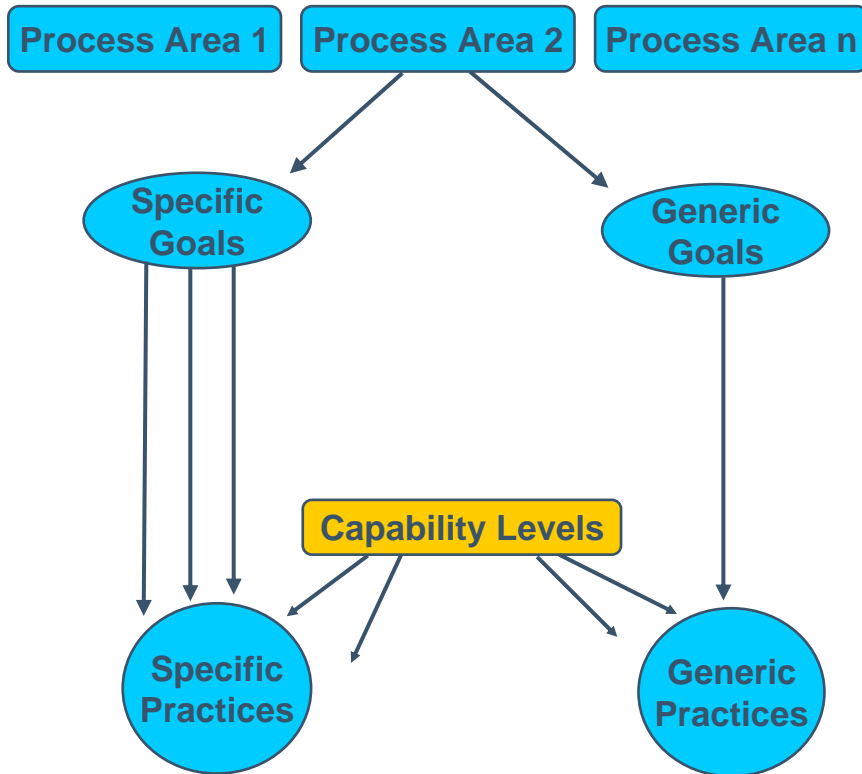 Process Area 1
Process Area 2
Process Area n
Specific
Goals
Generic
Goals
Capability Levels
Specific
Practices
Generic
Practices